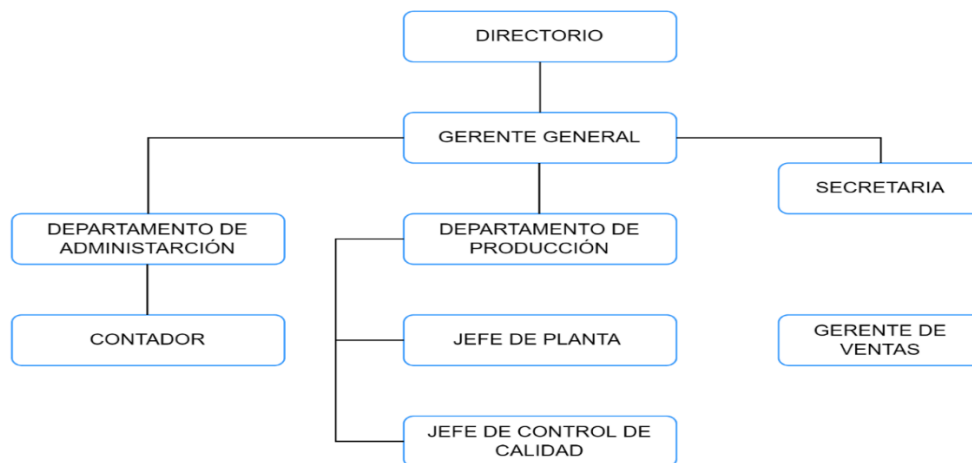 DIRECTORIO
GERENTE GENERAL
SECRETARIA
DEPARTAMENTO DE
ADMINISTARCIÓN
DEPARTAMENTO DE
PRODUCCIÓN
CONTADOR
JEFE DE PLANTA
GERENTE DE
VENTAS
JEFE DE CONTROL DE
CALIDAD